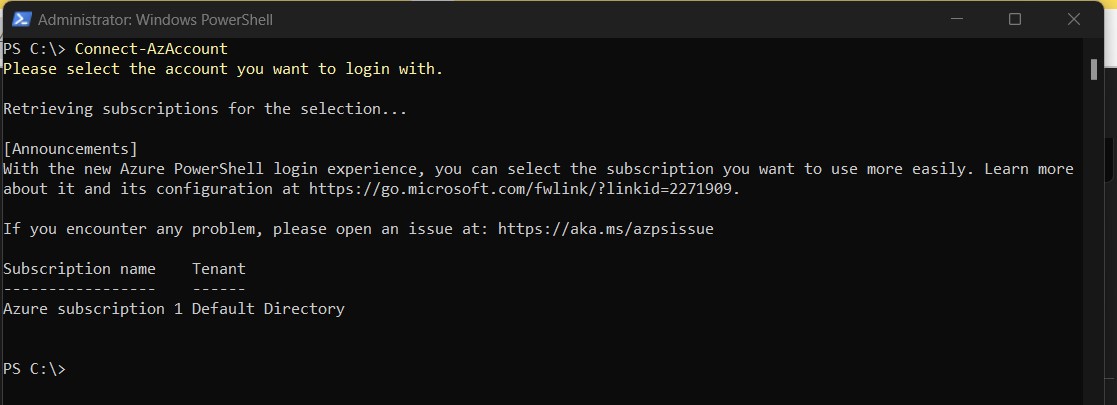 Administrator: Windows PowerShell
PS C:\> Connect-AzAccount
Please select the account you want to login with.
Retrieving subscriptions for the selection...
[Announcements]
With the new Azure PowerShell login experience, you can select the subscription you want to use more easily. Learn more
about it and its configuration at https://go.microsoft.com/fwlink/?linkid=2271909.
If you encounter any problem, please open an issue at: https://aka.ms/azpsissue
Subscription name    Tenant
-----------------    ------
Azure subscription 1 Default Directory
PS C:\>